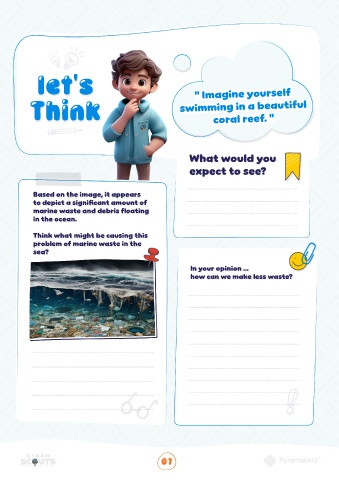 let's
Think
" Imagine yourself
swimming in a beautiful
coral reef. "
What would you
expect to see?
Based on the image, it appears
to depict a significant amount of
marine waste and debris floating
in the ocean.
Think what might be causing this
problem of marine waste in the
sea?
In your opinion ...
how can we make less waste?
SCOUTS
07
Pyramakerz